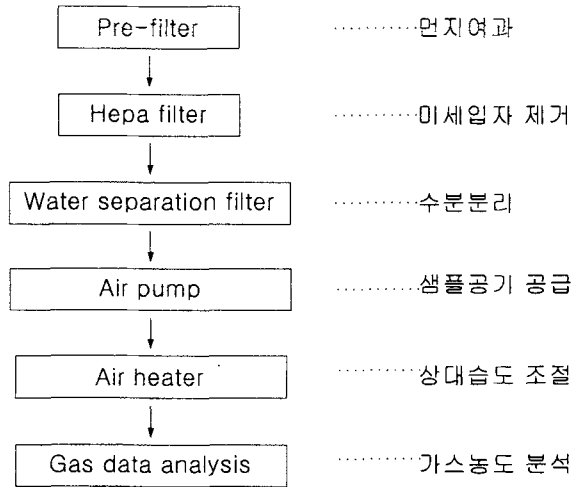 Pre-filter ··········먼지여과
Hepa filter ··········미세입자 제거
Water separation filter ··········수분분리
Air pump ··········샘플공기 공급
Air heater ··········상대습도 조절
Gas data analysis ··········가스농도 분석